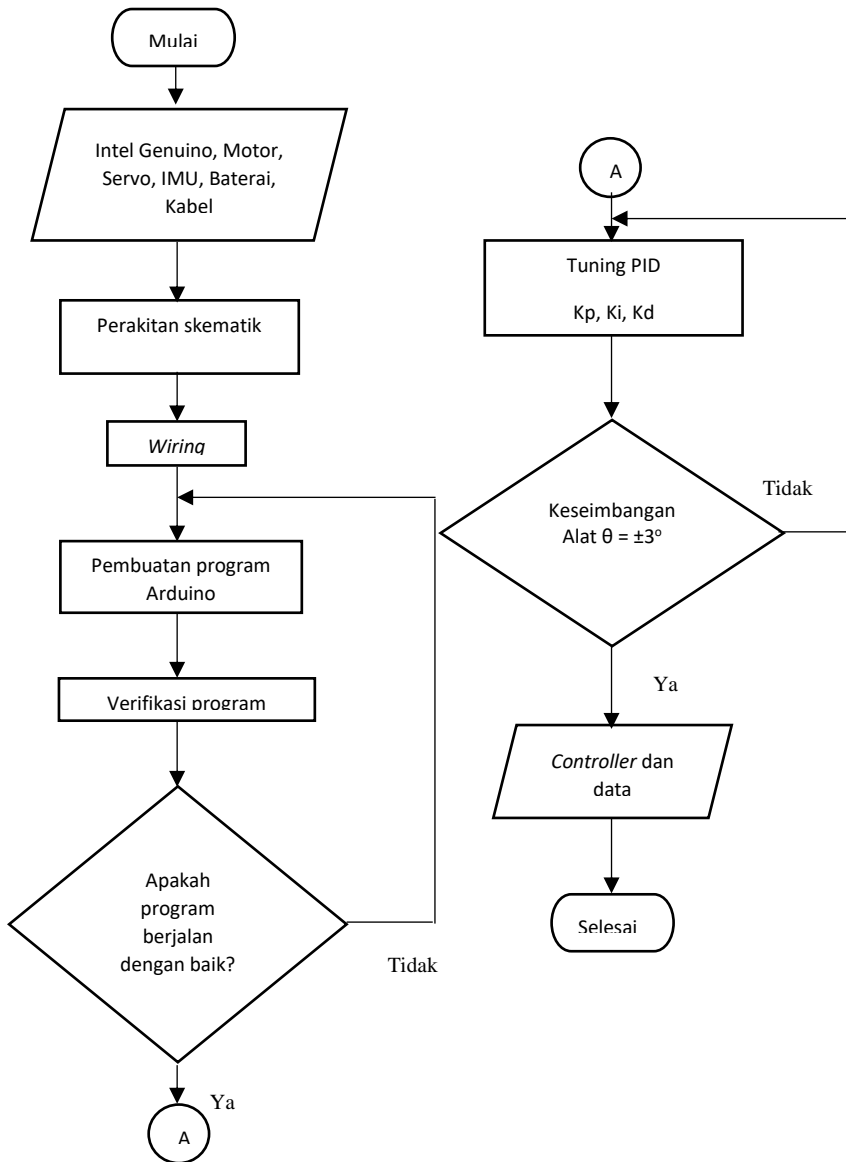 Mulai
Intel Genuino, Motor,
Servo, IMU, Baterai,
Kabel
Perakitan skematik
Wiring
Pembuatan program
Arduino
Verifikasi program
Apakah
program
berjalan
dengan baik?
Tidak
Ya
A
A
Tuning PID
Kp, Ki, Kd
Keseimbangan
Alat θ = ±3°
Tidak
Ya
Controller dan
data
Selesai